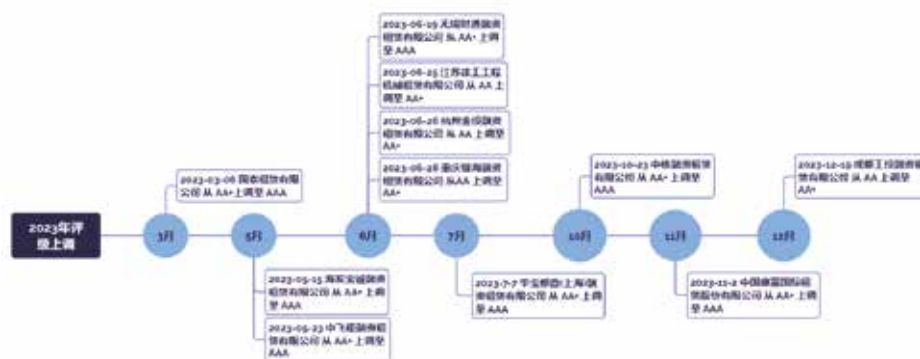 2023年评
级上调
3月
2023-03-06 国泰租赁有限
公司 从 AA+上调至 AAA
5月
2023-05-15 海发宝诚融资
租赁有限公司 从 AA+ 上调
至 AAA
2023-05-23 中飞租融资租
赁有限公司 从 AA+ 上调至
AAA
6月
2023-06-19 无锡财通融资
租赁有限公司 从 AA+ 上调
至 AAA
2023-06-25 江苏徐工工程
机械租赁有限公司 从 AA 上
调至 AA+
2023-06-26 杭州金投融资
租赁有限公司 从 AA 上调至
AA+
2023-06-28 重庆银海融资
租赁有限公司 从AA 上调至
AA+
7月
2023-7-7 平安 (上海)融
资租赁有限公司 从 AA+ 上
调至 AAA
10月
2023-10-23 中核融资租赁
有限公司 从 AA+ 上调至
AAA
11月
2023-11-2 中国康富国际租
赁股份有限公司 从 AA+ 上
调至 AAA
12月
2023-12-19 成都工投融资租
赁有限公司 从 AA 上调至
AA+